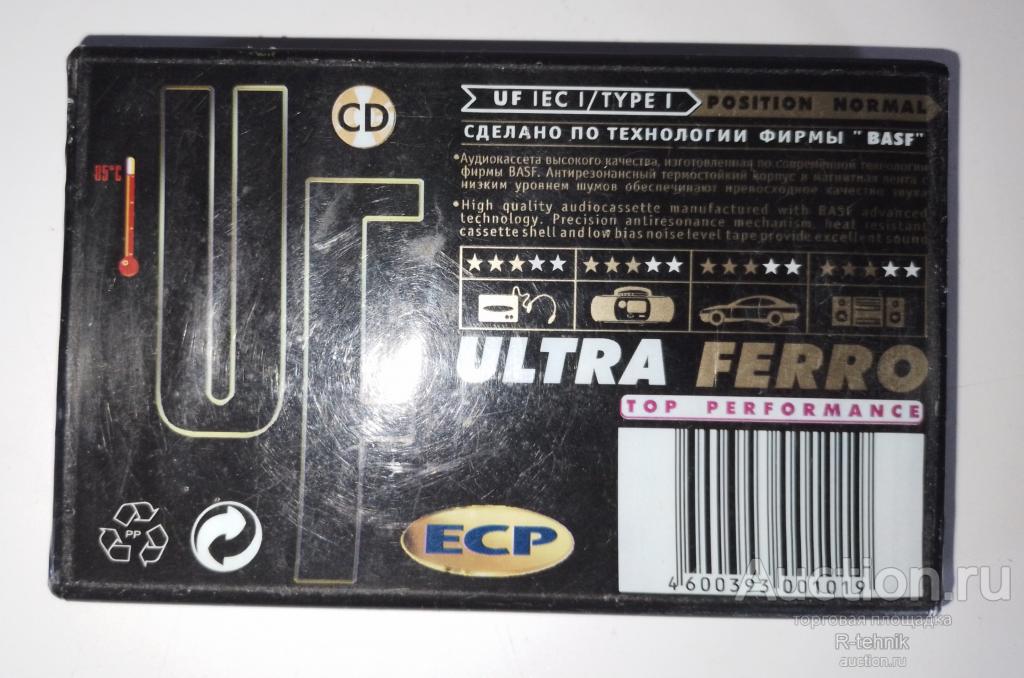 UF
CD
85°C
UF IEC I/TYPE I POSITION NORMAL
СДЕЛАНО ПО ТЕХНОЛОГИИ ФИРМЫ "BASF"
•Аудиокассета высокого качества, изготовленная по современной технологии
фирмы BASF. Антирезонансный термостойкий корпус и магнитная лента с
низким уровнем шумов обеспечивают превосходное качество звука
•High quality audiocassette manufactured with BASF advanced
technology. Precision antiresonance mechanism, heat resistant
cassette shell and low bias noise level tape provide excellent sound
ULTRA FERRO
TOP PERFORMANCE
PP
ECP
4 600393 001019
Auction.ru
торговая площадка
R-tehnik
auction.ru